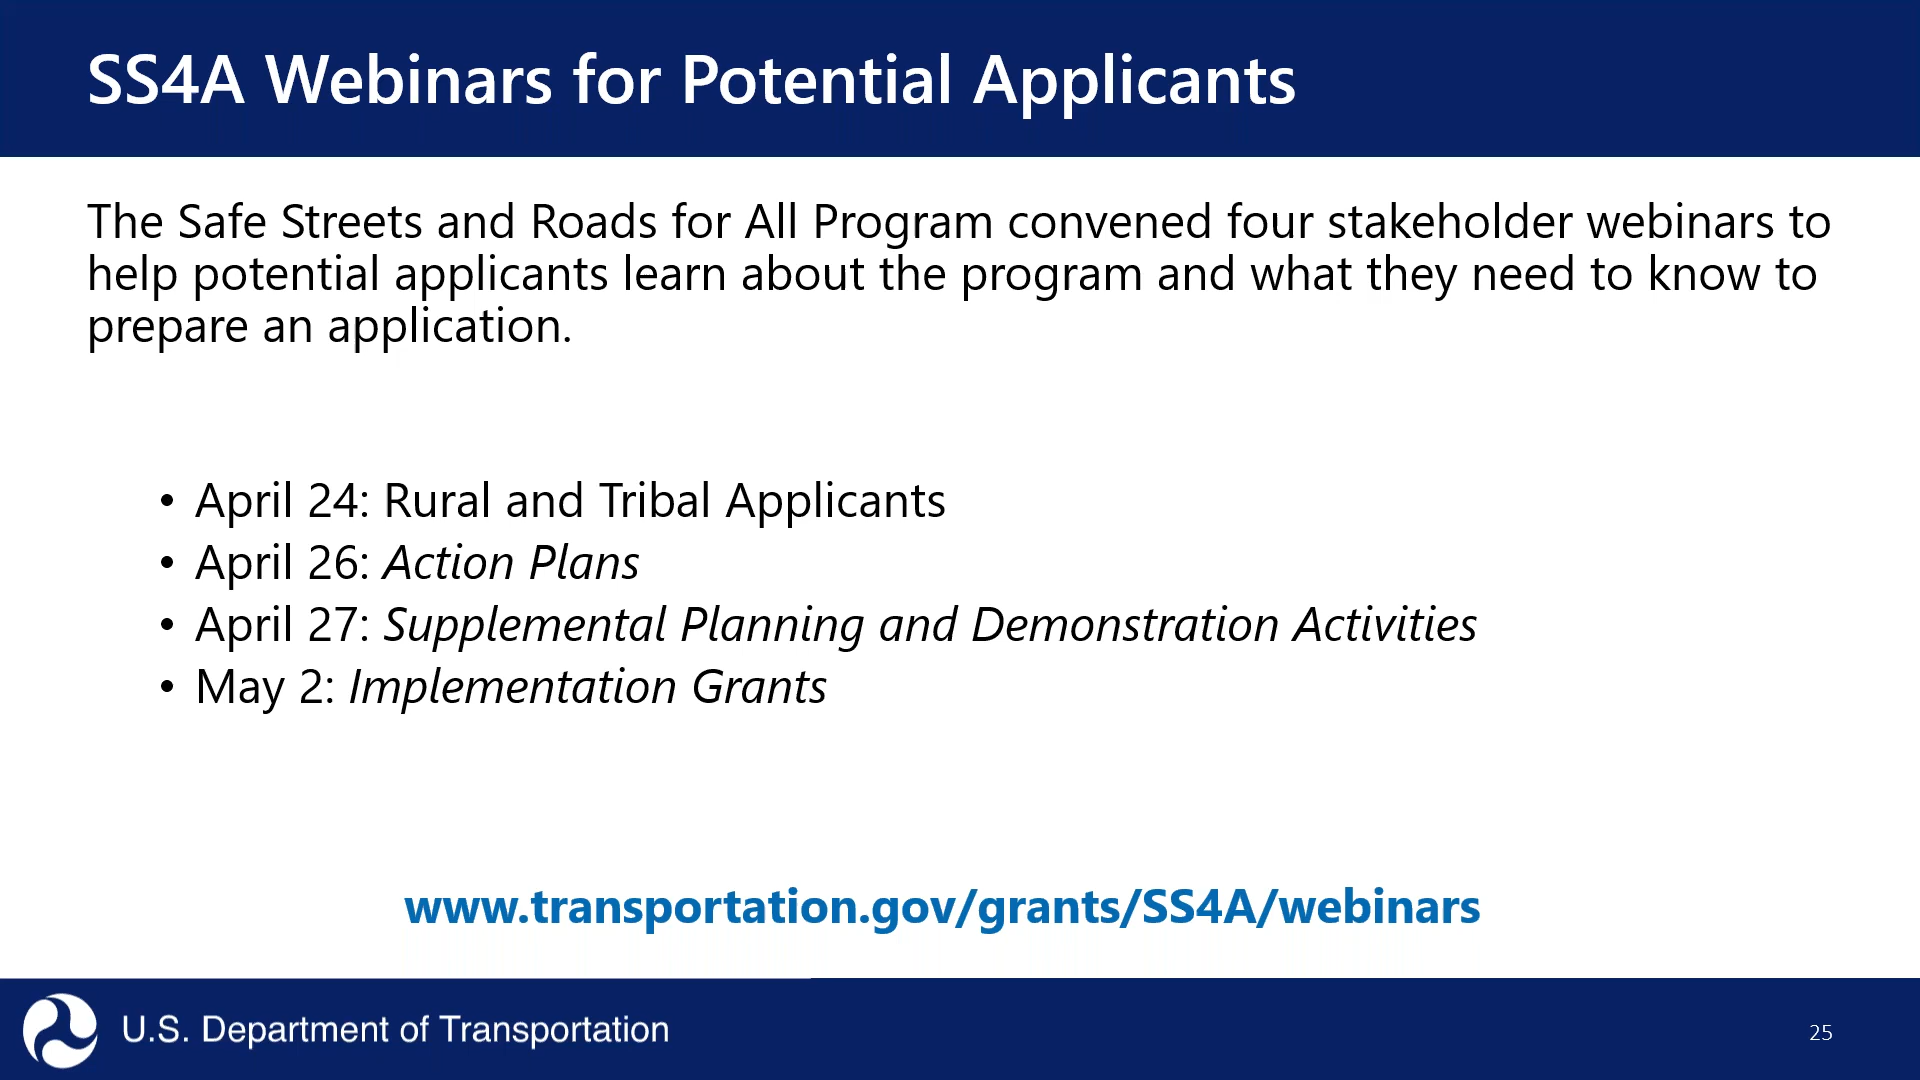 SS4A Webinars for Potential Applicants
The Safe Streets and Roads for All Program convened four stakeholder webinars to
help potential applicants learn about the program and what they need to know to
prepare an application.
• April 24: Rural and Tribal Applicants
• April 26: Action Plans
• April 27: Supplemental Planning and Demonstration Activities
• May 2: Implementation Grants
www.transportation.gov/grants/SS4A/webinars
U.S. Department of Transportation
25